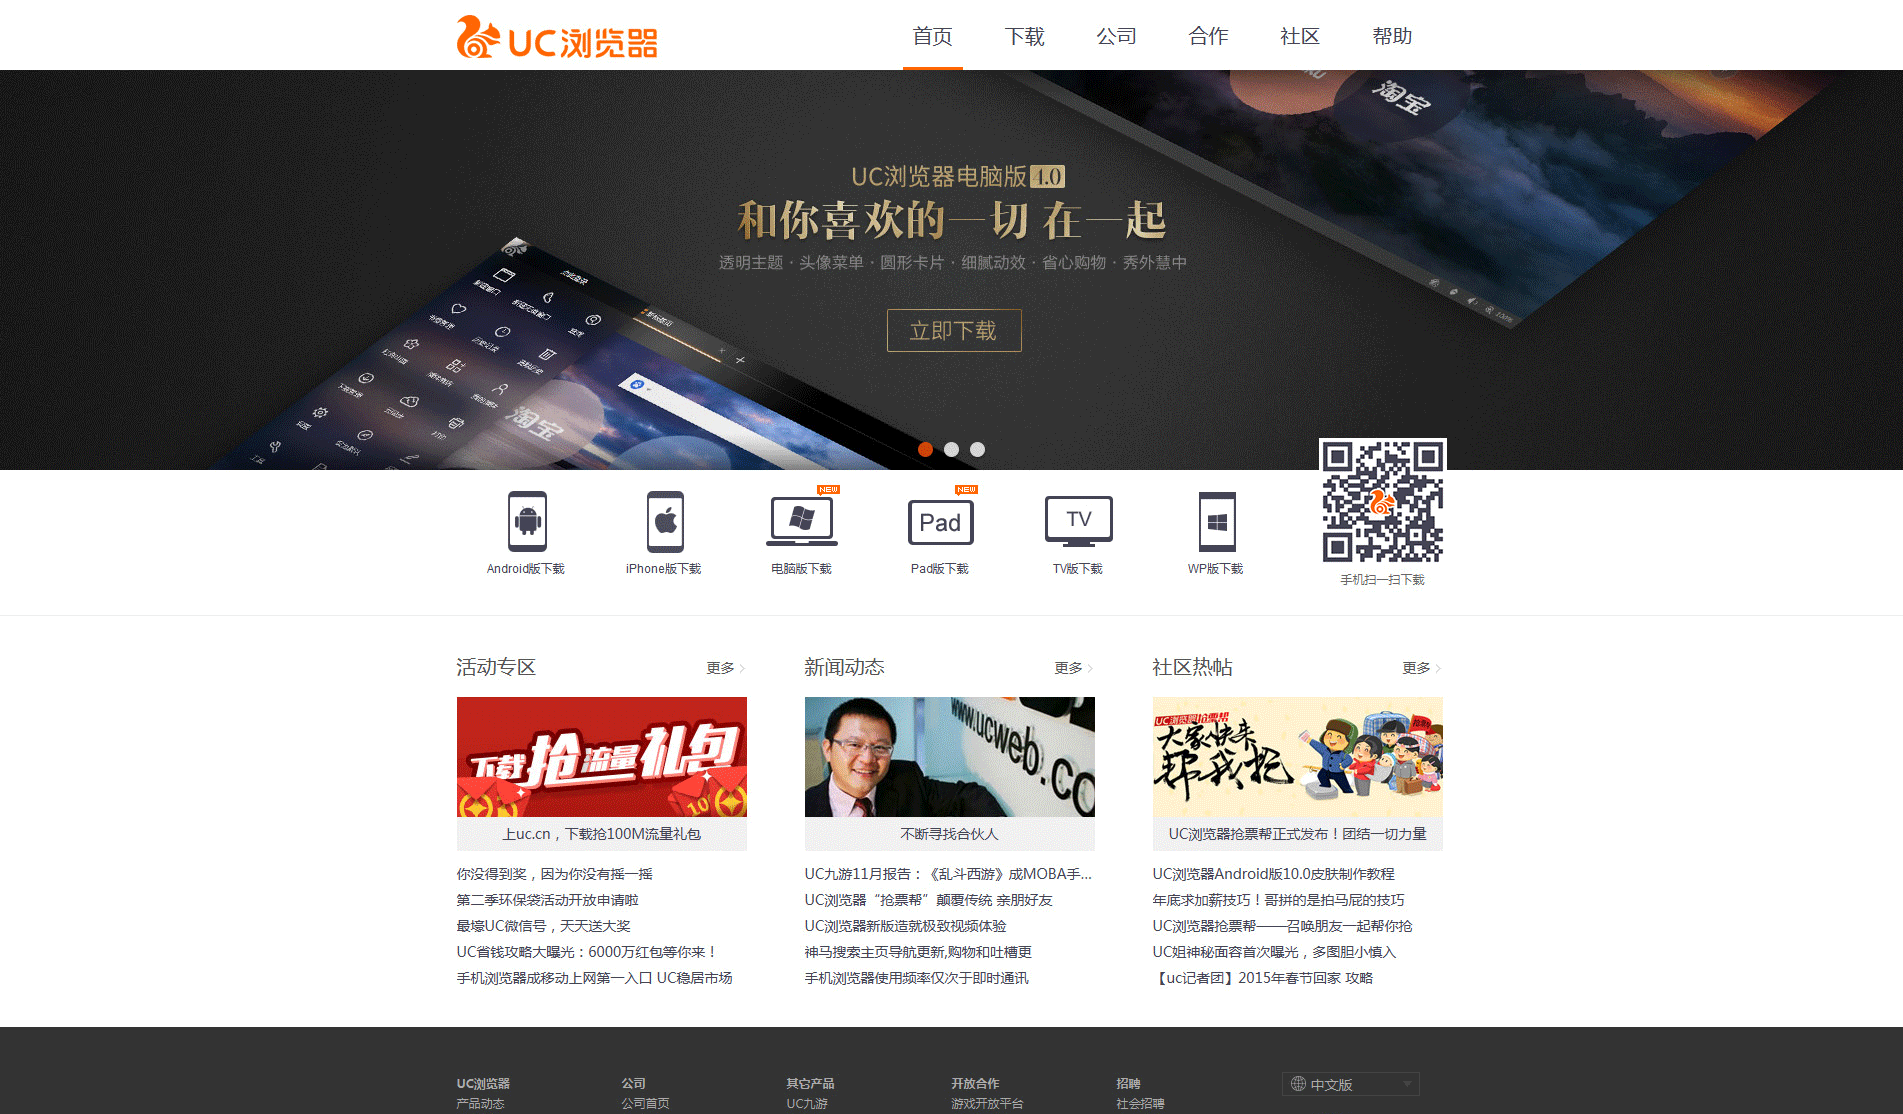 UC浏览器
首页 下载 公司 合作 社区 帮助
淘宝
UC浏览器电脑版 4.0
和你喜欢的一切 在一起
透明主题 · 头像菜单 · 圆形卡片 · 细腻动效 · 省心购物 · 秀外慧中
立即下载
淘宝
NEW NEW
Pad TV
Android版下载 iPhone版下载 电脑版下载 Pad版下载 TV版下载 WP版下载
手机扫一扫下载
活动专区 更多
下载抢流量礼包
上uc.cn，下载抢100M流量礼包
你没得到奖，因为你没有摇一摇
第二季环保袋活动开放申请啦
最壕UC微信号，天天送大奖
UC省钱攻略大曝光：6000万红包等你来！
手机浏览器成移动上网第一入口 UC稳居市场
新闻动态 更多
www.ucweb.co
不断寻找合伙人
UC九游11月报告：《乱斗西游》成MOBA手...
UC浏览器“抢票帮”颠覆传统 亲朋好友
UC浏览器新版造就极致视频体验
神马搜索主页导航更新,购物和吐槽更
手机浏览器使用频率仅次于即时通讯
社区热帖 更多
UC浏览器抢票帮
大家快来
帮我抢
UC浏览器抢票帮正式发布！团结一切力量
UC浏览器Android版10.0皮肤制作教程
年底求加薪技巧！哥拼的是拍马屁的技巧
UC浏览器抢票帮——召唤朋友一起帮你抢
UC姐神秘面容首次曝光，多图胆小慎入
【uc记者团】2015年春节回家 攻略
UC浏览器 公司 其它产品 开放合作 招聘 中文版
产品动态 公司首页 UC九游 游戏开放平台 社会招聘